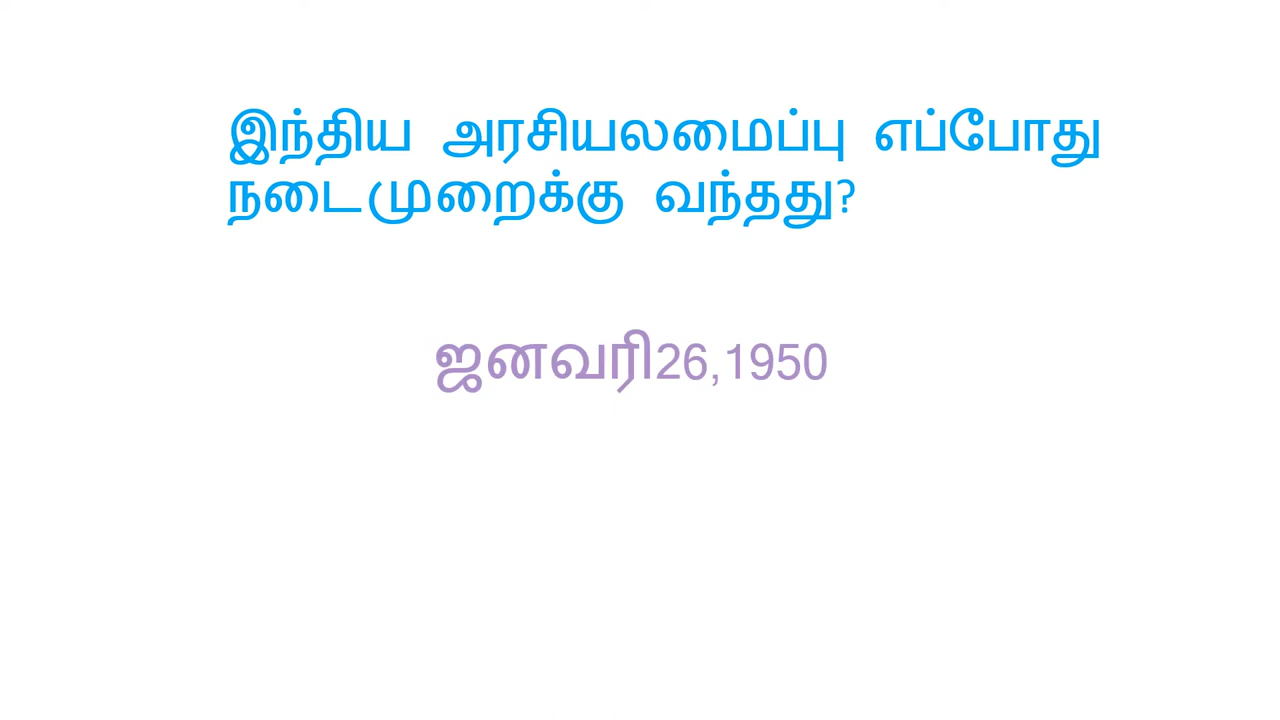 இந்திய அரசியலமைப்பு எப்போது
நடைமுறைக்கு வந்தது?
ஜனவரி26,1950